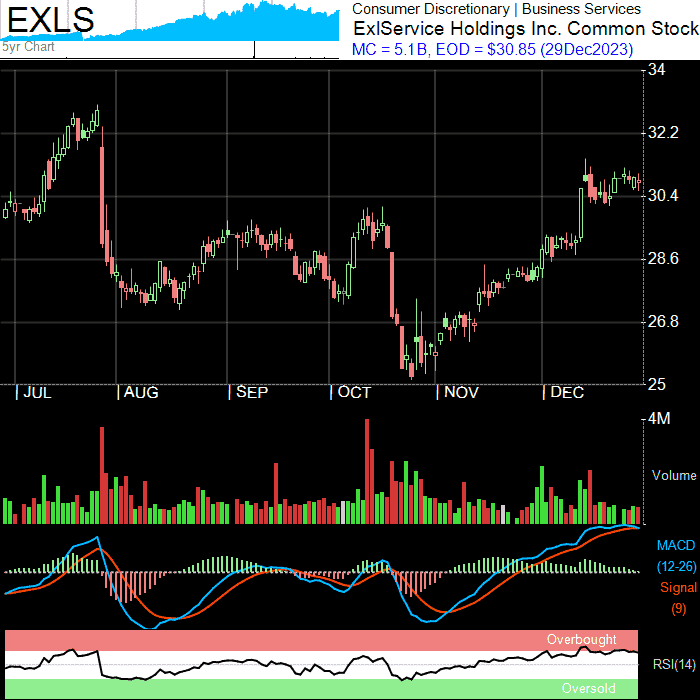 EXLS
5yr Chart
Consumer Discretionary | Business Services
ExlService Holdings Inc. Common Stock
MC = 5.1B, EOD = $30.85 (29Dec2023)
34
32.2
30.4
28.6
26.8
25
JUL
AUG
SEP
OCT
NOV
DEC
4M
Volume
MACD
(12-26)
Signal
(9)
Overbought
RSI(14)
Oversold